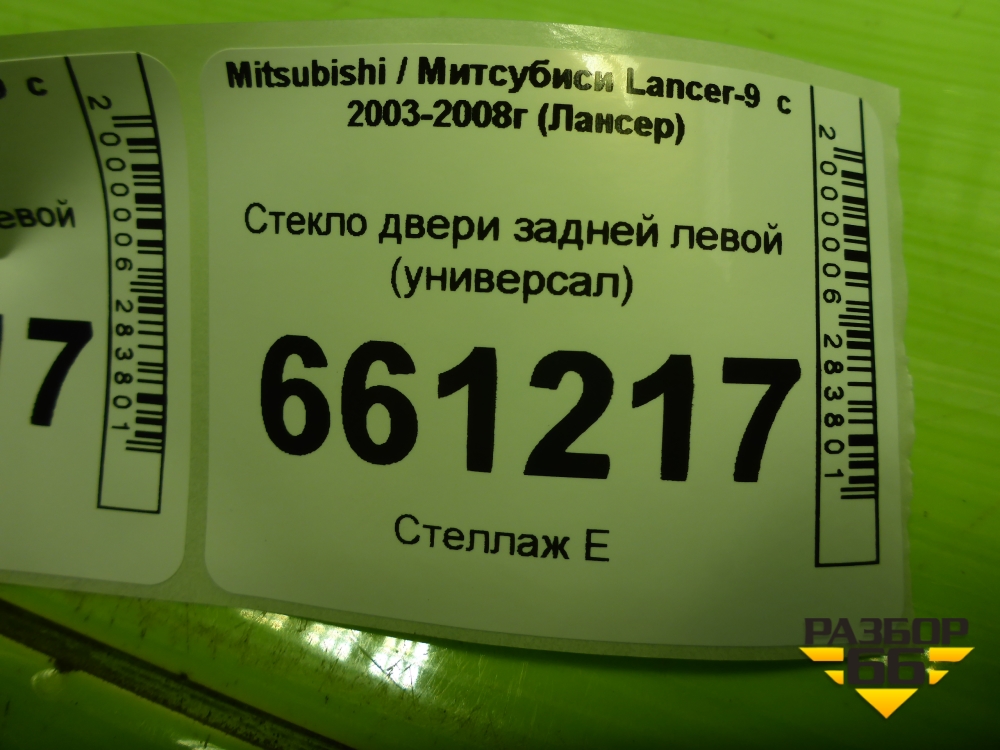 с
евой
17
2000006283801
Mitsubishi / Митсубиси Lancer-9 с
2003-2008г (Лансер)
Стекло двери задней левой
(универсал)
661217
Стеллаж Е
2000006283801
РАЗБОР
66